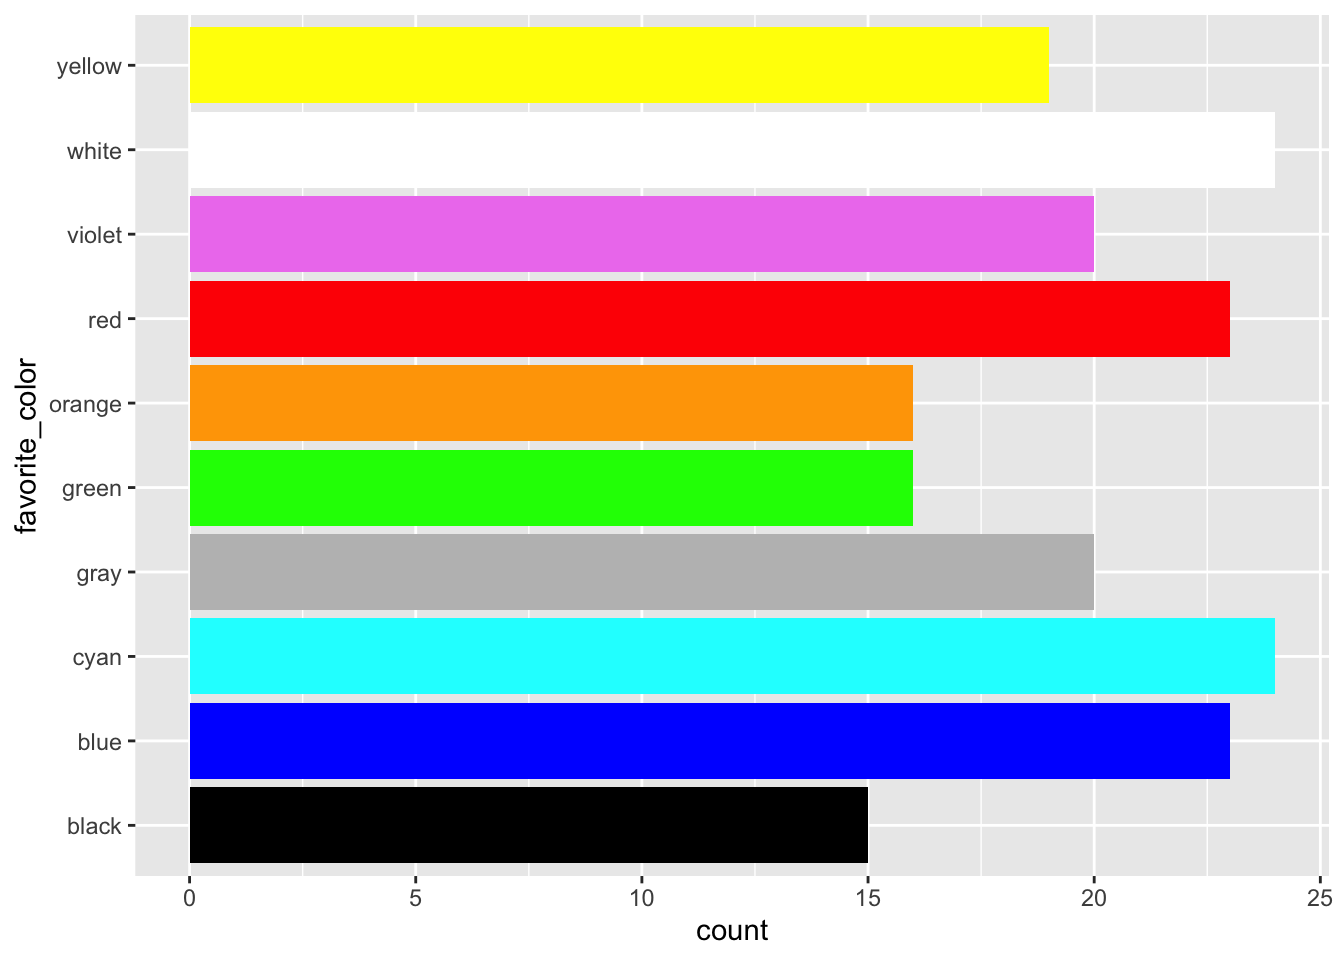 yellow
white
violet
red
orange
green
gray
cyan
blue
black
favorite_color
0 5 10 15 20 25
count